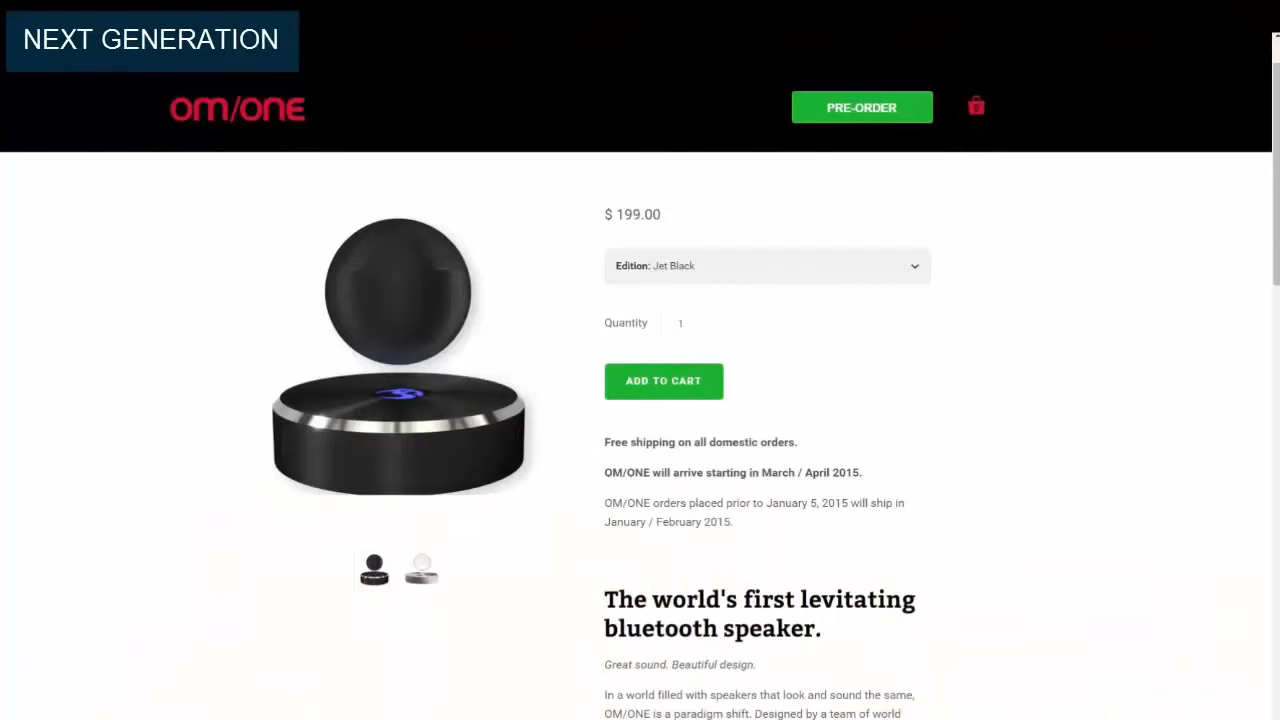 NEXT GENERATION
OM/ONE
PRE-ORDER
$ 199.00
Edition: Jet Black
Quantity 1
ADD TO CART
Free shipping on all domestic orders.
OM/ONE will arrive starting in March / April 2015.
OM/ONE orders placed prior to January 5, 2015 will ship in
January / February 2015.
The world's first levitating
bluetooth speaker.
Great sound. Beautiful design.
In a world filled with speakers that look and sound the same,
OM/ONE is a paradigm shift. Designed by a team of world